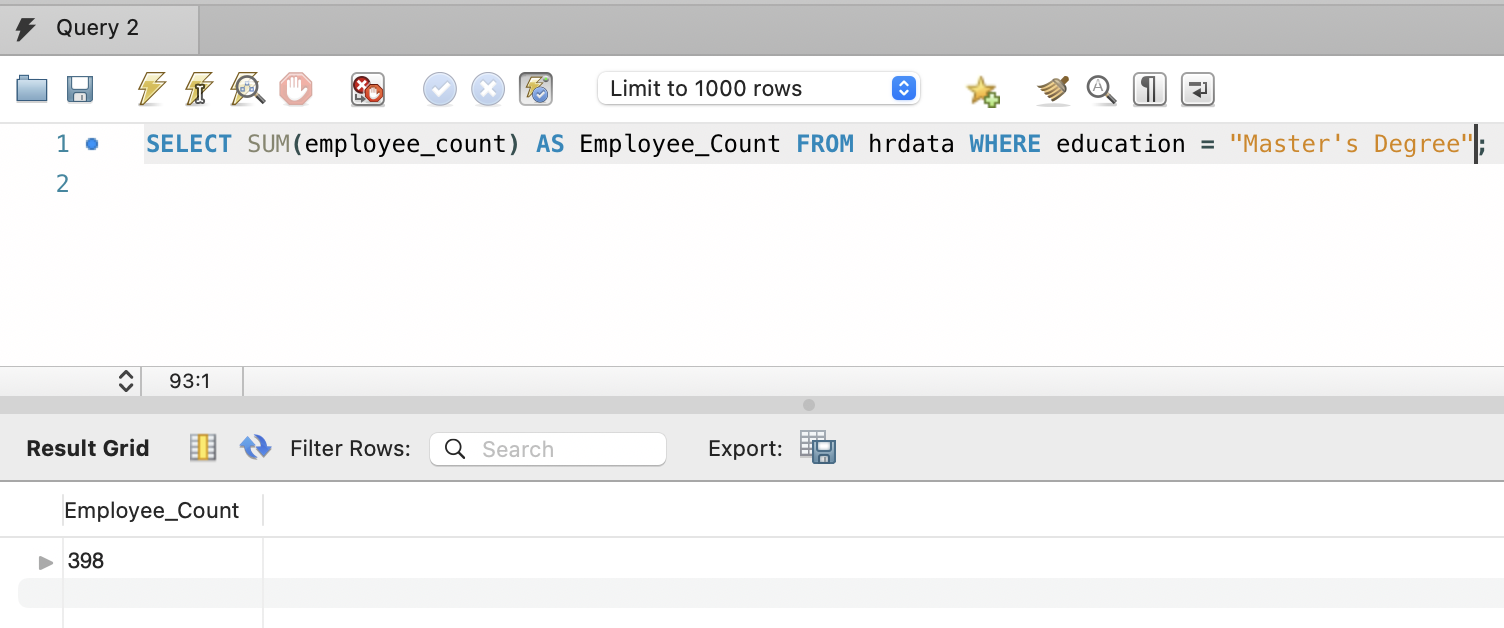 Query 2
Limit to 1000 rows
1 SELECT SUM(employee_count) AS Employee_Count FROM hrdata WHERE education = "Master's Degree";
2
93:1
Result Grid Filter Rows: Search Export:
Employee_Count
398